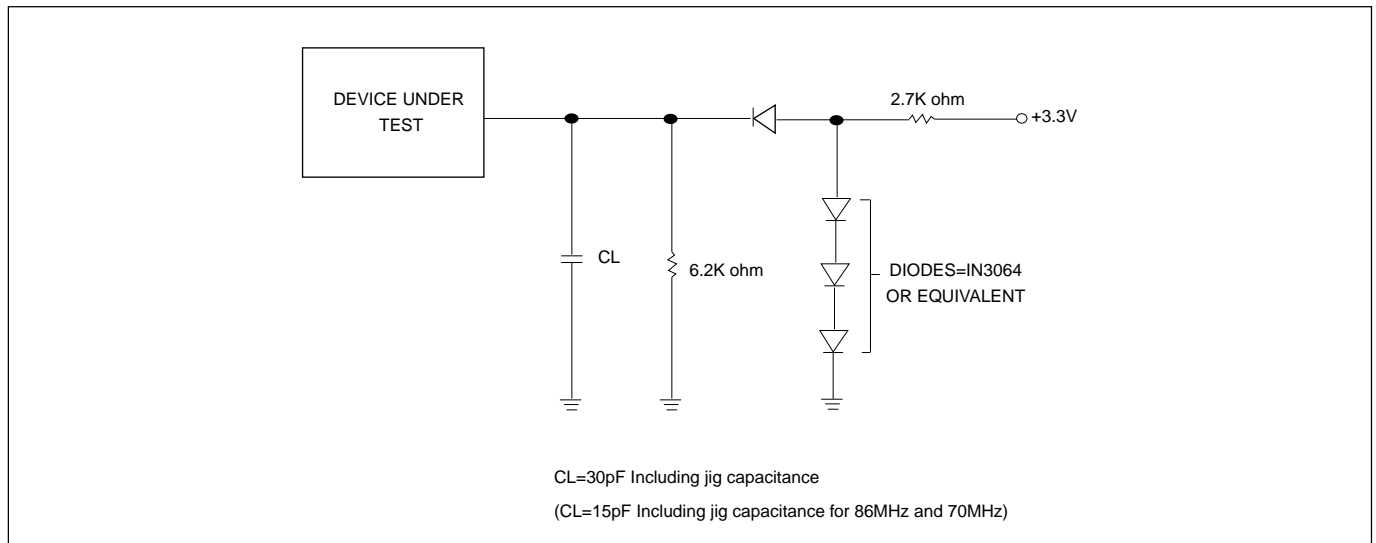 DEVICE UNDER
TEST
2.7K ohm
+3.3V
CL
6.2K ohm
DIODES=IN3064
OR EQUIVALENT
CL=30pF Including jig capacitance
(CL=15pF Including jig capacitance for 86MHz and 70MHz)